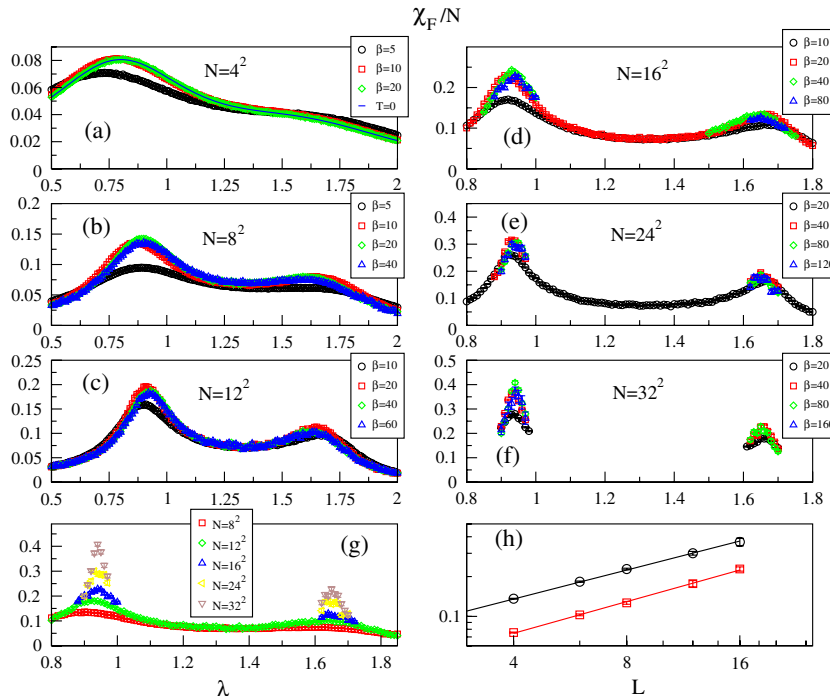 χ_F/N
0.08
0.06
0.04
0.02
0
N=4²
(a)
β=5
β=10
β=20
T=0
0.5 0.75 1 1.25 1.5 1.75 2
0.2
0.1
0
N=16²
(d)
β=10
β=20
β=40
β=80
0.8 1 1.2 1.4 1.6 1.8
0.2
0.15
0.1
0.05
0
(b)
N=8²
β=5
β=10
β=20
β=40
0.5 0.75 1 1.25 1.5 1.75 2
0.4
0.3
0.2
0.1
0
(e)
N=24²
β=20
β=40
β=80
β=120
0.8 1 1.2 1.4 1.6 1.8
0.25
0.2
0.15
0.1
0.05
0
(c)
N=12²
β=10
β=20
β=40
β=60
0.5 0.75 1 1.25 1.5 1.75 2
0.5
0.4
0.3
0.2
0.1
0
(f)
N=32²
β=20
β=40
β=80
β=160
0.8 1 1.2 1.4 1.6 1.8
0.4
0.3
0.2
0.1
0
N=8²
N=12²
N=16²
N=24²
N=32²
(g)
0.8 1 1.2 1.4 1.6 1.8
λ
(h)
0.1
4 8 16
L